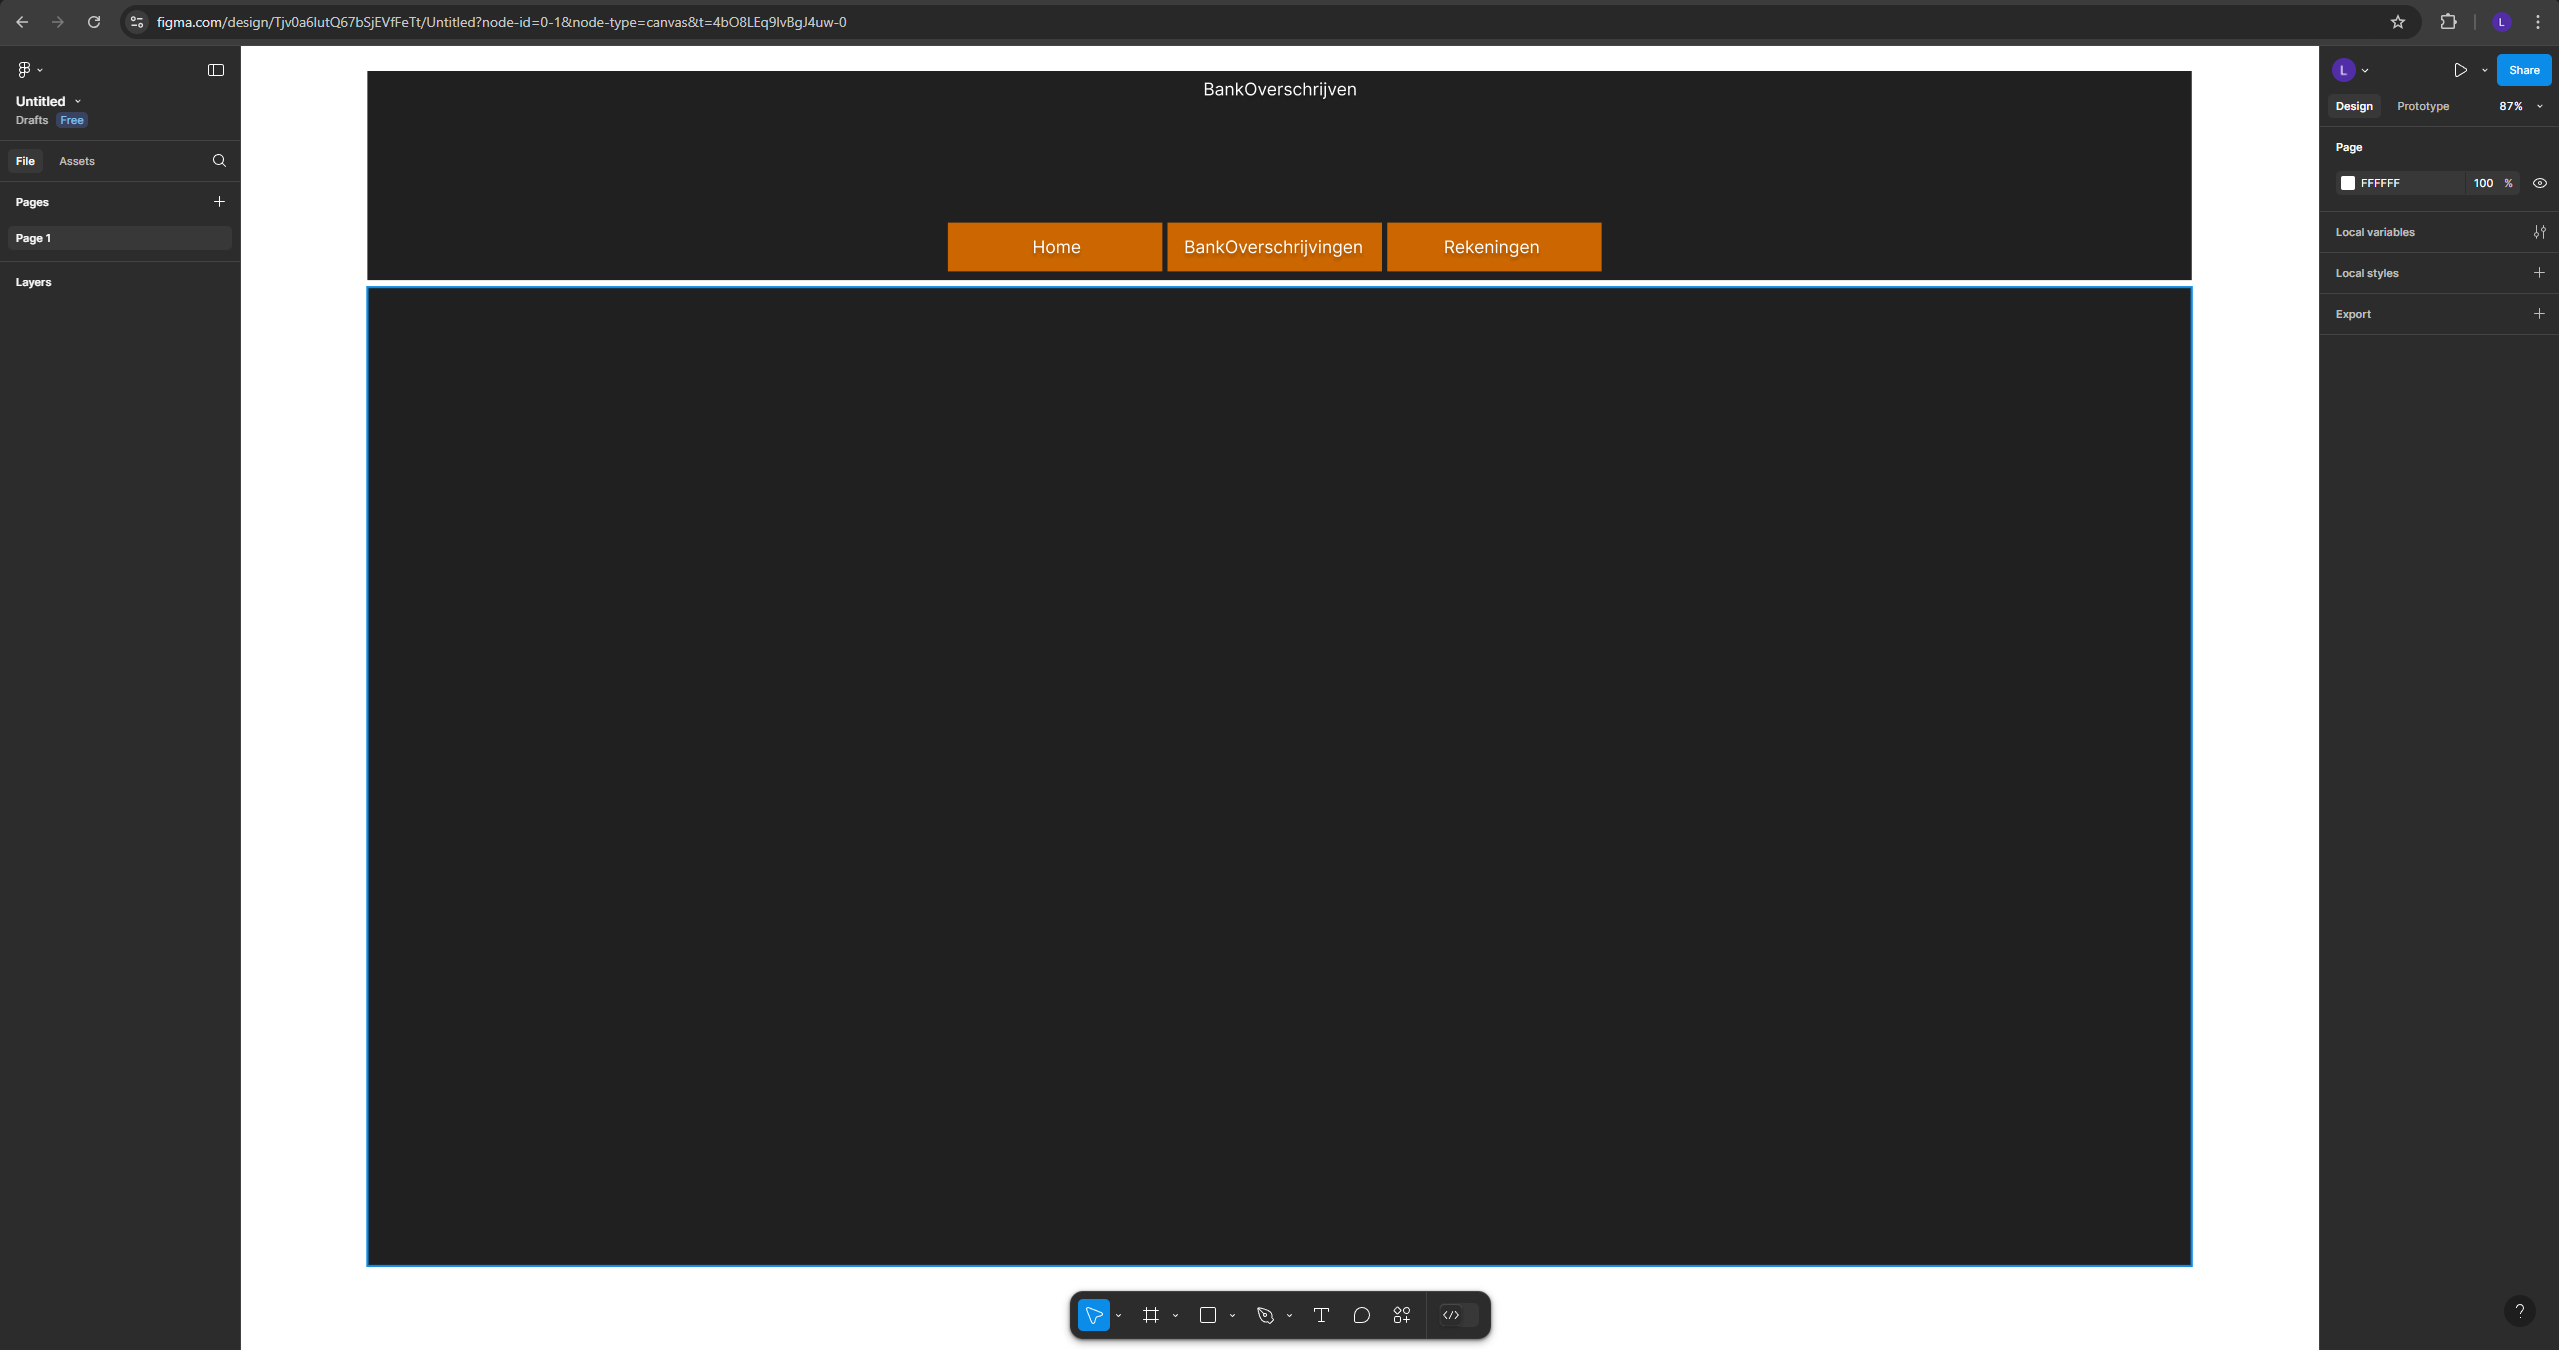 figma.com/design/Tjv0a6lutQ67bSjEVfFeTt/Untitled?node-id=0-1&node-type=canvas&t=4bO8LEq9lvBgJ4uw-0
L
Untitled
Drafts Free
File Assets
Pages
Page 1
Layers
BankOverschrijven
Home BankOverschrijvingen Rekeningen
L Share
Design Prototype 87%
Page
FFFFFF 100 %
Local variables
Local styles
Export
?